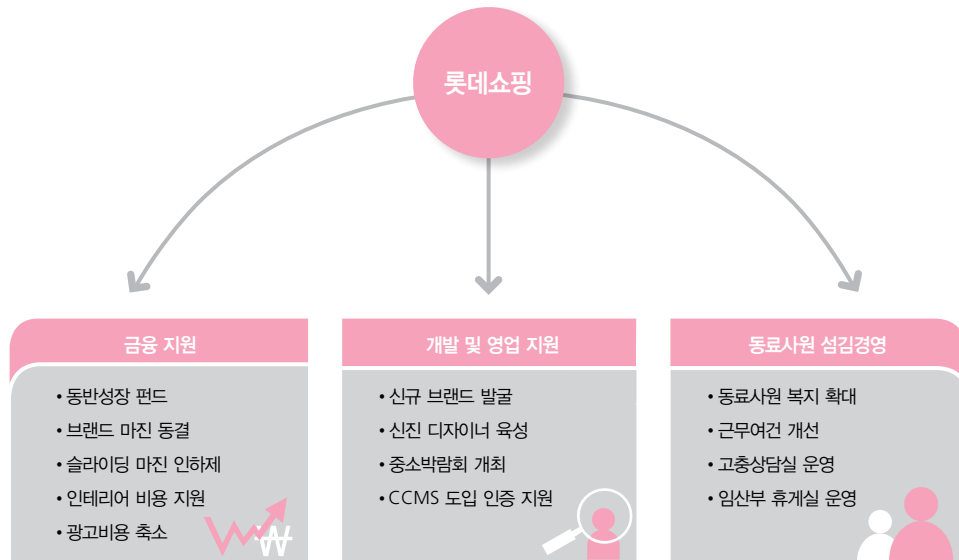 롯데쇼핑
금융 지원
• 동반성장 펀드
• 브랜드 마진 동결
• 슬라이딩 마진 인하제
• 인테리어 비용 지원
• 광고비용 축소
₩
개발 및 영업 지원
• 신규 브랜드 발굴
• 신진 디자이너 육성
• 중소박람회 개최
• CCMS 도입 인증 지원
동료사원 섬김경영
• 동료사원 복지 확대
• 근무여건 개선
• 고충상담실 운영
• 임산부 휴게실 운영